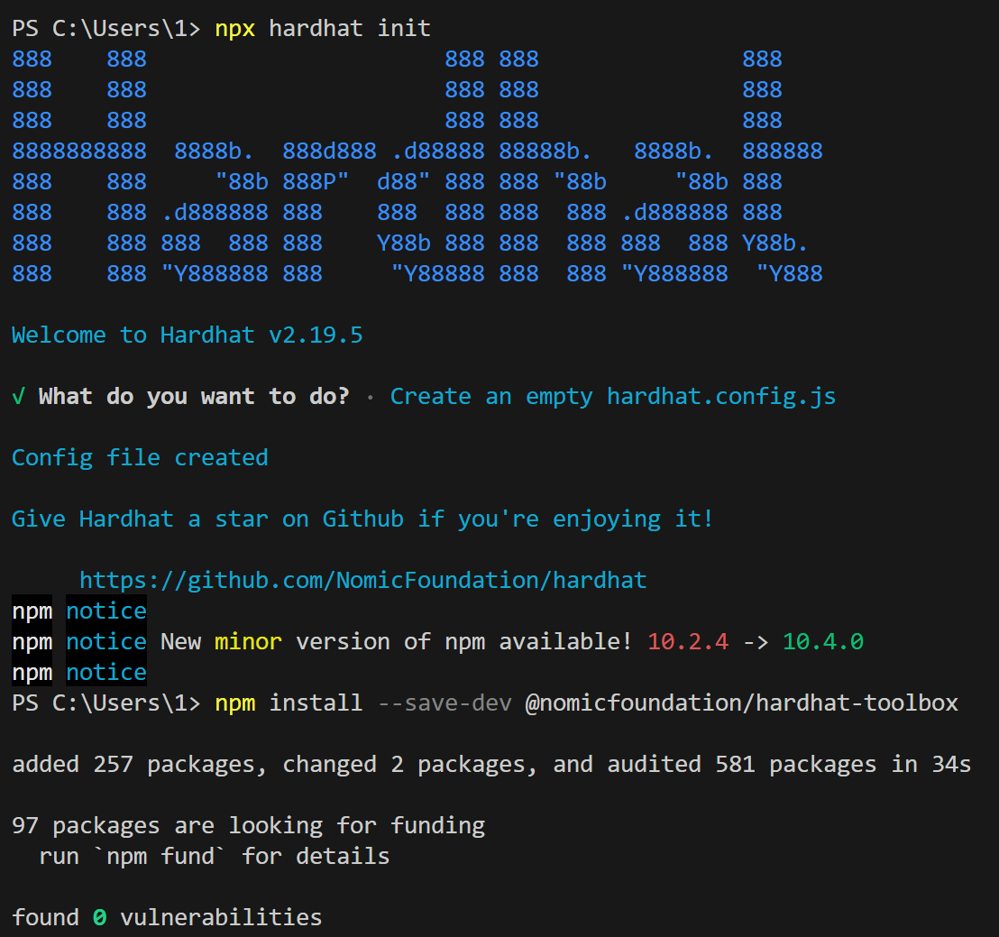 PS C:\Users\1> npx hardhat init
888    888                      888 888               888
888    888                      888 888               888
888    888                      888 888               888
8888888888  8888b.  888d888 .d88888 88888b.   8888b.  888888
888    888     "88b 888P"  d88" 888 888 "88b     "88b 888
888    888 .d888888 888    888  888 888  888 .d888888 888
888    888 888  888 888    Y88b 888 888  888 888  888 Y88b.
888    888 "Y888888 888     "Y88888 888  888 "Y888888  "Y888
Welcome to Hardhat v2.19.5
√ What do you want to do? · Create an empty hardhat.config.js
Config file created
Give Hardhat a star on Github if you're enjoying it!
     https://github.com/NomicFoundation/hardhat
npm notice
npm notice New minor version of npm available! 10.2.4 -> 10.4.0
npm notice
PS C:\Users\1> npm install --save-dev @nomicfoundation/hardhat-toolbox
added 257 packages, changed 2 packages, and audited 581 packages in 34s
97 packages are looking for funding
  run `npm fund` for details
found 0 vulnerabilities